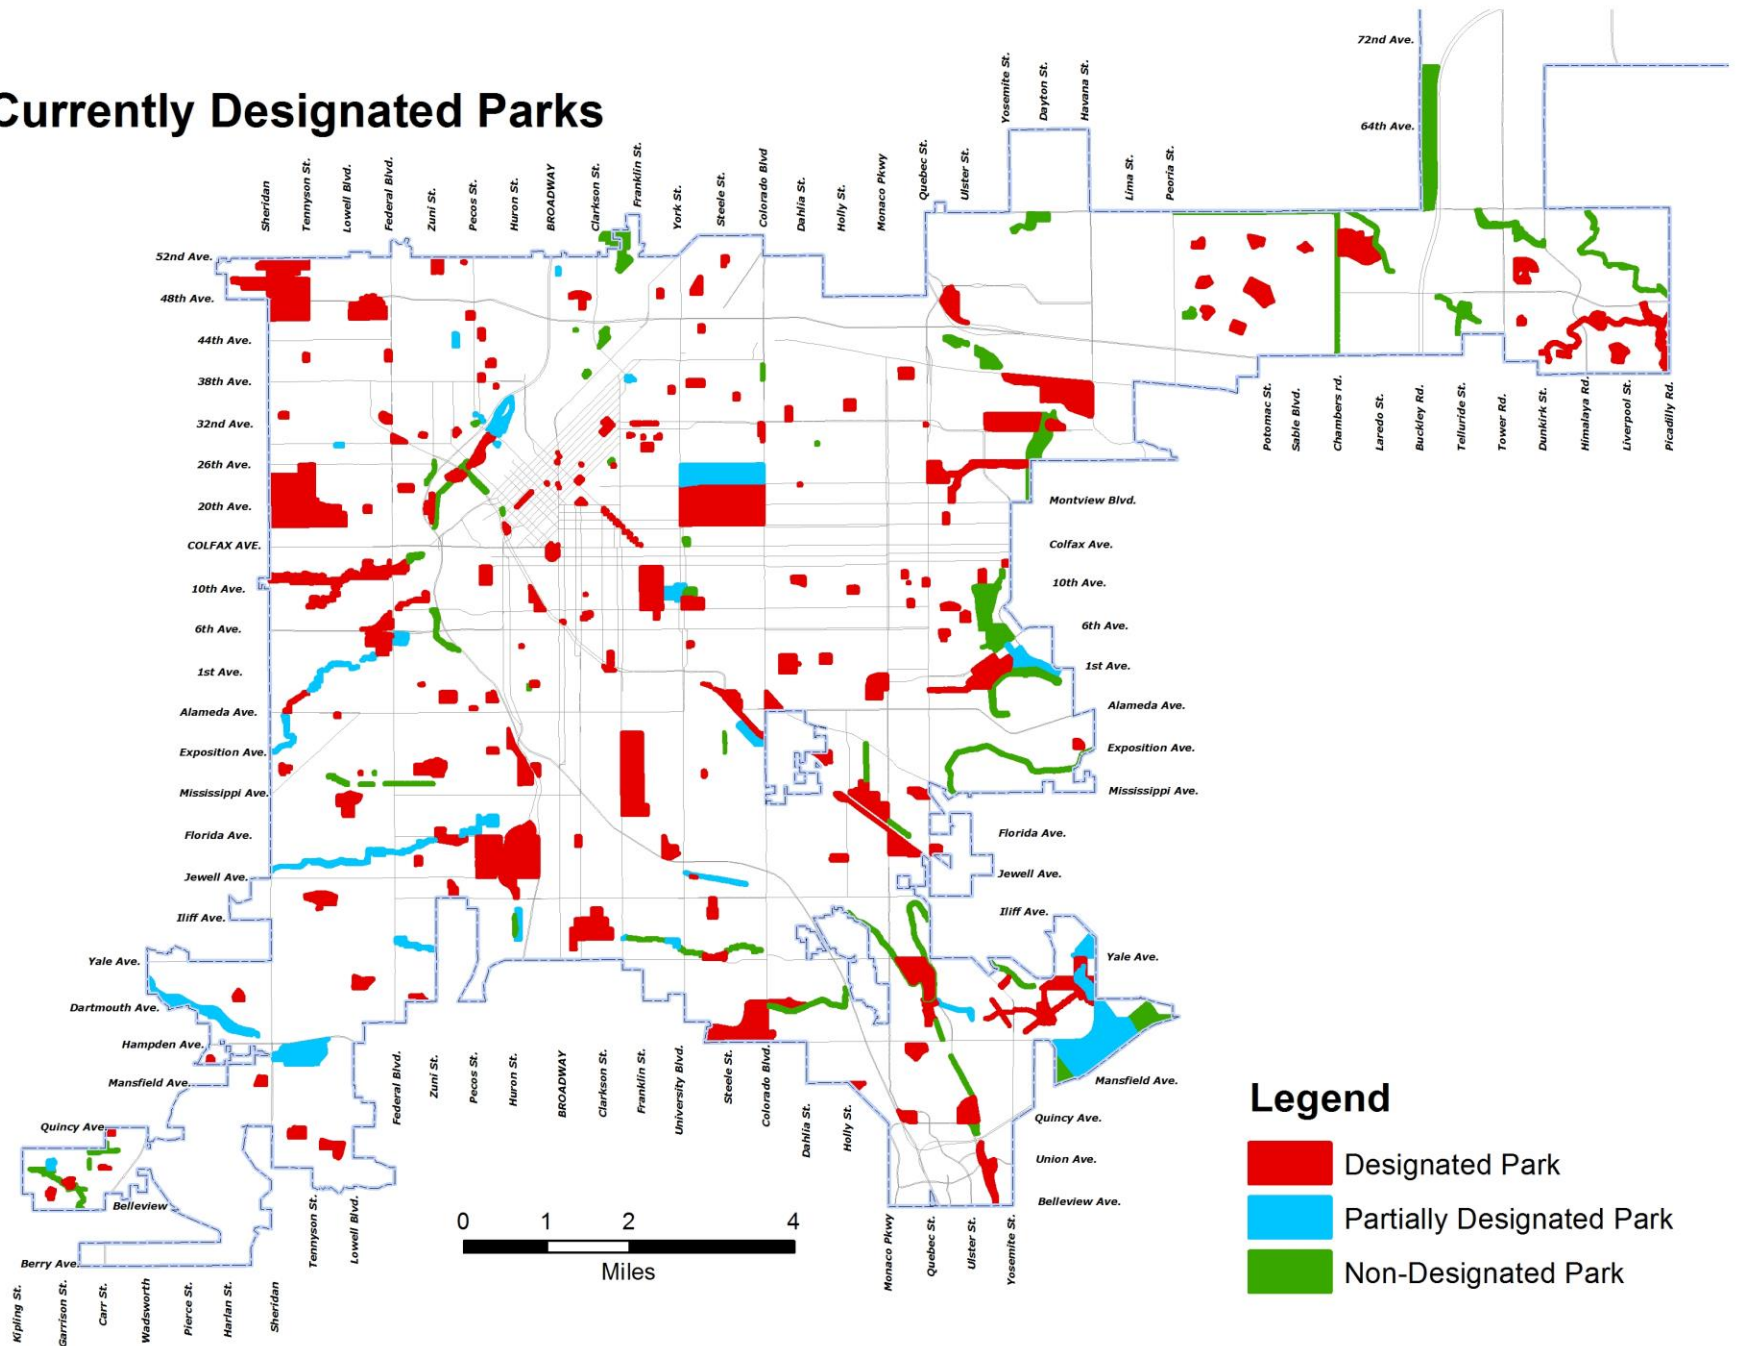 Currently Designated Parks
72nd Ave.
64th Ave.
Sheridan
Tennyson St.
Lowell Blvd.
Federal Blvd.
Zuni St.
Pecos St.
Huron St.
BROADWAY
Clarkson St.
Franklin St.
York St.
Steele St.
Colorado Blvd
Dahlia St.
Holly St.
Monaco Pkwy
Quebec St.
Ulster St.
Yosemite St.
Dayton St.
Havana St.
Lima St.
Peoria St.
52nd Ave.
48th Ave.
44th Ave.
38th Ave.
32nd Ave.
26th Ave.
20th Ave.
COLFAX AVE.
10th Ave.
6th Ave.
1st Ave.
Alameda Ave.
Exposition Ave.
Mississippi Ave.
Florida Ave.
Jewell Ave.
Iliff Ave.
Yale Ave.
Dartmouth Ave.
Hampden Ave.
Mansfield Ave.
Quincy Ave.
Belleview
Berry Ave.
Potomac St.
Sable Blvd.
Chambers rd.
Laredo St.
Buckley Rd.
Telluride St.
Tower Rd.
Dunkirk St.
Himalaya Rd.
Liverpool St.
Picadilly Rd.
Montview Blvd.
Colfax Ave.
10th Ave.
6th Ave.
1st Ave.
Alameda Ave.
Exposition Ave.
Mississippi Ave.
Florida Ave.
Jewell Ave.
Iliff Ave.
Yale Ave.
Mansfield Ave.
Quincy Ave.
Union Ave.
Belleview Ave.
Federal Blvd.
Zuni St.
Pecos St.
Huron St.
BROADWAY
Clarkson St.
Franklin St.
University Blvd.
Steele St.
Colorado Blvd.
Dahlia St.
Holly St.
Monaco Pkwy
Quebec St.
Ulster St.
Yosemite St.
Kipling St.
Garrison St.
Carr St.
Wadsworth
Pierce St.
Harlan St.
Sheridan
Tennyson St.
Lowell Blvd.
0 1 2 4
Miles
Legend
Designated Park
Partially Designated Park
Non-Designated Park